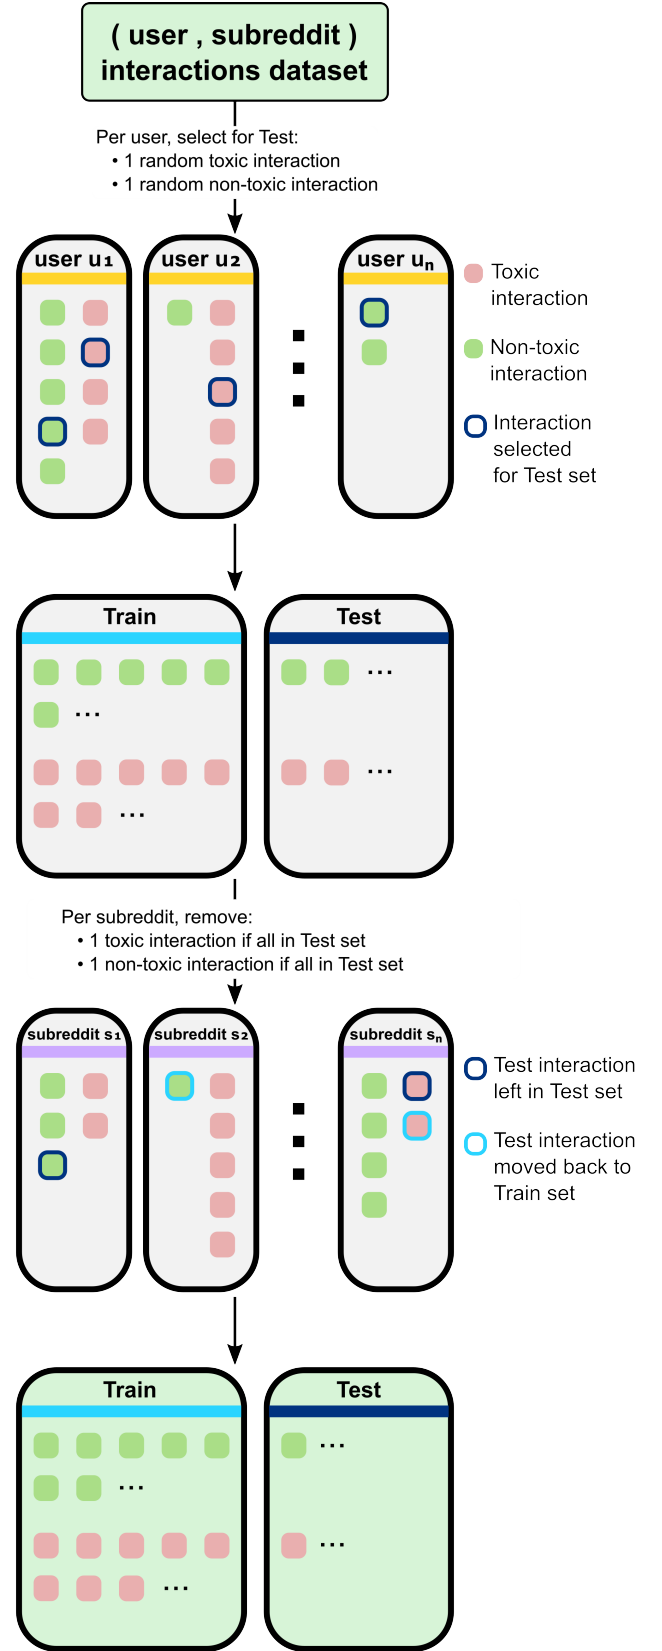 ( user , subreddit )
interactions dataset
Per user, select for Test:
• 1 random toxic interaction
• 1 random non-toxic interaction
user u₁
user u₂
user uₙ
Toxic
interaction
Non-toxic
interaction
Interaction
selected
for Test set
Train
Test
...
...
...
...
Per subreddit, remove:
• 1 toxic interaction if all in Test set
• 1 non-toxic interaction if all in Test set
subreddit s₁
subreddit s₂
subreddit sₙ
Test interaction
left in Test set
Test interaction
moved back to
Train set
Train
Test
...
...
...
...